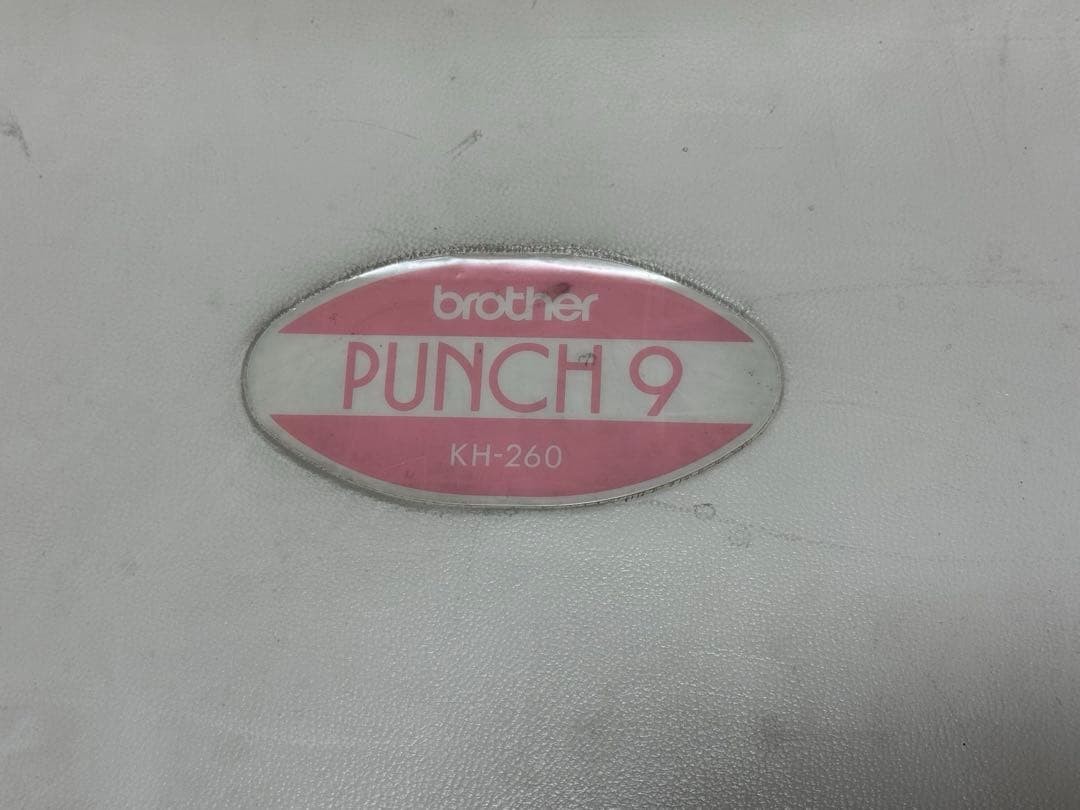 brother
PUNCH 9
KH-260